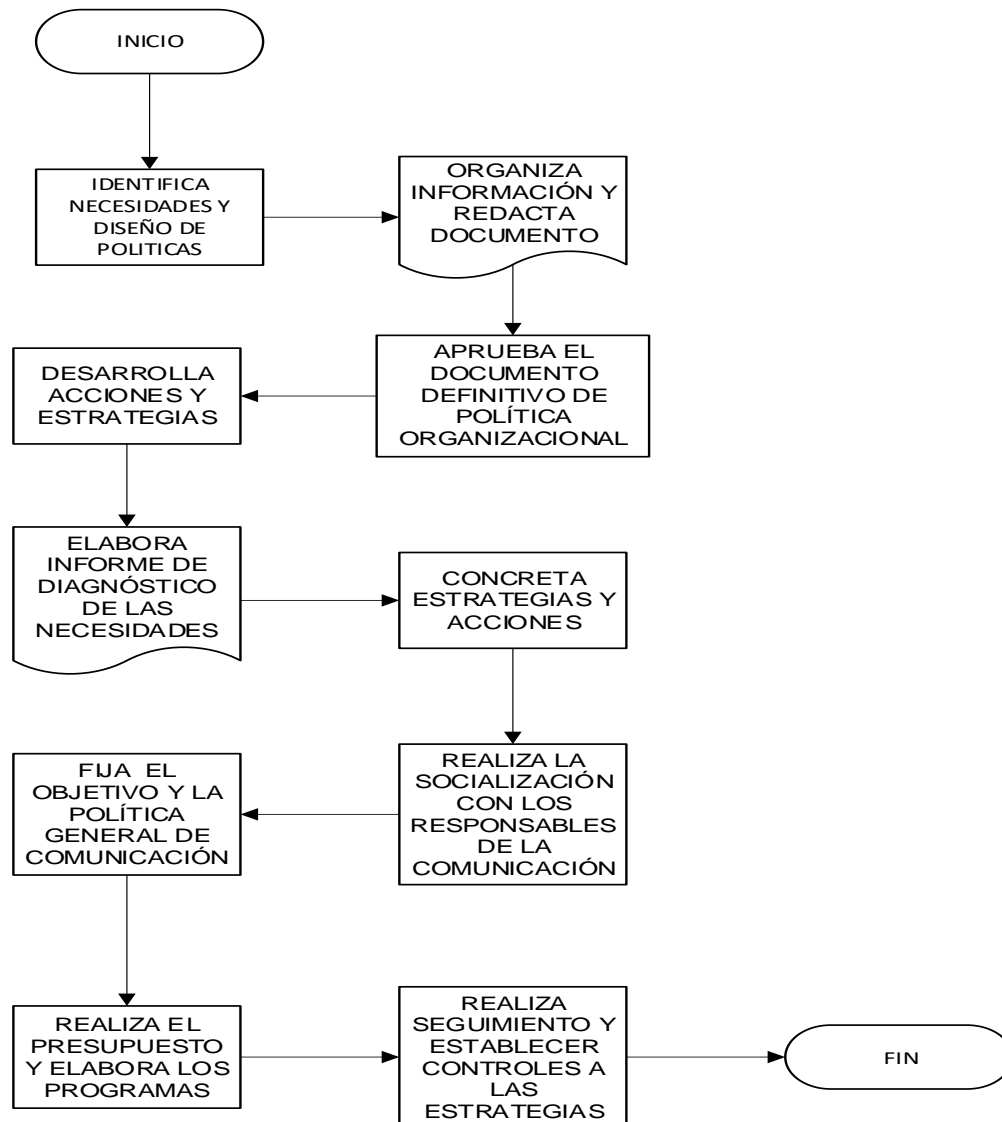 INICIO
IDENTIFICA
NECESIDADES Y
DISEÑO DE
POLITICAS
ORGANIZA
INFORMACIÓN Y
REDACTA
DOCUMENTO
APRUEBA EL
DOCUMENTO
DEFINITIVO DE
POLÍTICA
ORGANIZACIONAL
DESARROLLA
ACCIONES Y
ESTRATEGIAS
ELABORA
INFORME DE
DIAGNÓSTICO
DE LAS
NECESIDADES
CONCRETA
ESTRATEGIAS Y
ACCIONES
REALIZA LA
SOCIALIZACIÓN
CON LOS
RESPONSABLES
DE LA
COMUNICACIÓN
FIJA EL
OBJETIVO Y LA
POLÍTICA
GENERAL DE
COMUNICACIÓN
REALIZA EL
PRESUPUESTO
Y ELABORA LOS
PROGRAMAS
REALIZA
SEGUIMIENTO Y
ESTABLECER
CONTROLES A
LAS
ESTRATEGIAS
FIN